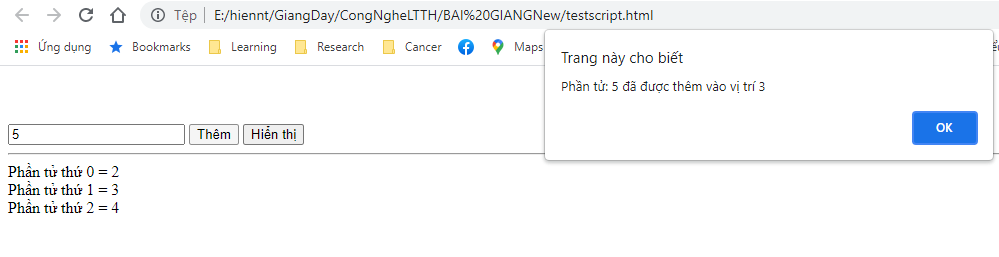 Tệp E:/hiennt/GiangDay/CongNgheLTTH/BAI%20GIANGNew/testscript.html
Ứng dụng Bookmarks Learning Research Cancer Maps
Trang này cho biết
Phần tử: 5 đã được thêm vào vị trí 3
OK
5 Thêm Hiển thị
Phần tử thứ 0 = 2
Phần tử thứ 1 = 3
Phần tử thứ 2 = 4